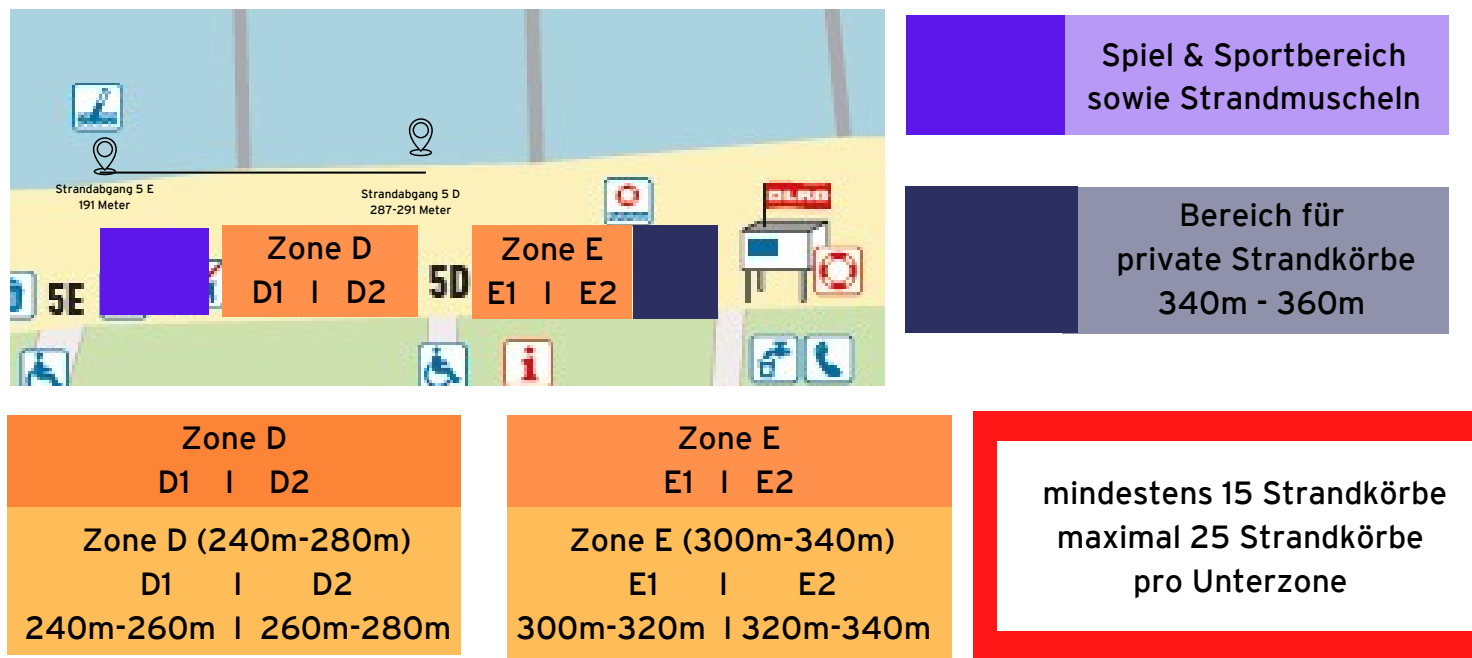 Strandabgang 5 E
191 Meter
Strandabgang 5 D
287-291 Meter
DLRG
5E
Zone D
D1 I D2
5D
Zone E
E1 I E2
i
Spiel & Sportbereich
sowie Strandmuscheln
Bereich für
private Strandkörbe
340m - 360m
Zone D
D1 I D2
Zone D (240m-280m)
D1 I D2
240m-260m I 260m-280m
Zone E
E1 I E2
Zone E (300m-340m)
E1 I E2
300m-320m I 320m-340m
mindestens 15 Strandkörbe
maximal 25 Strandkörbe
pro Unterzone